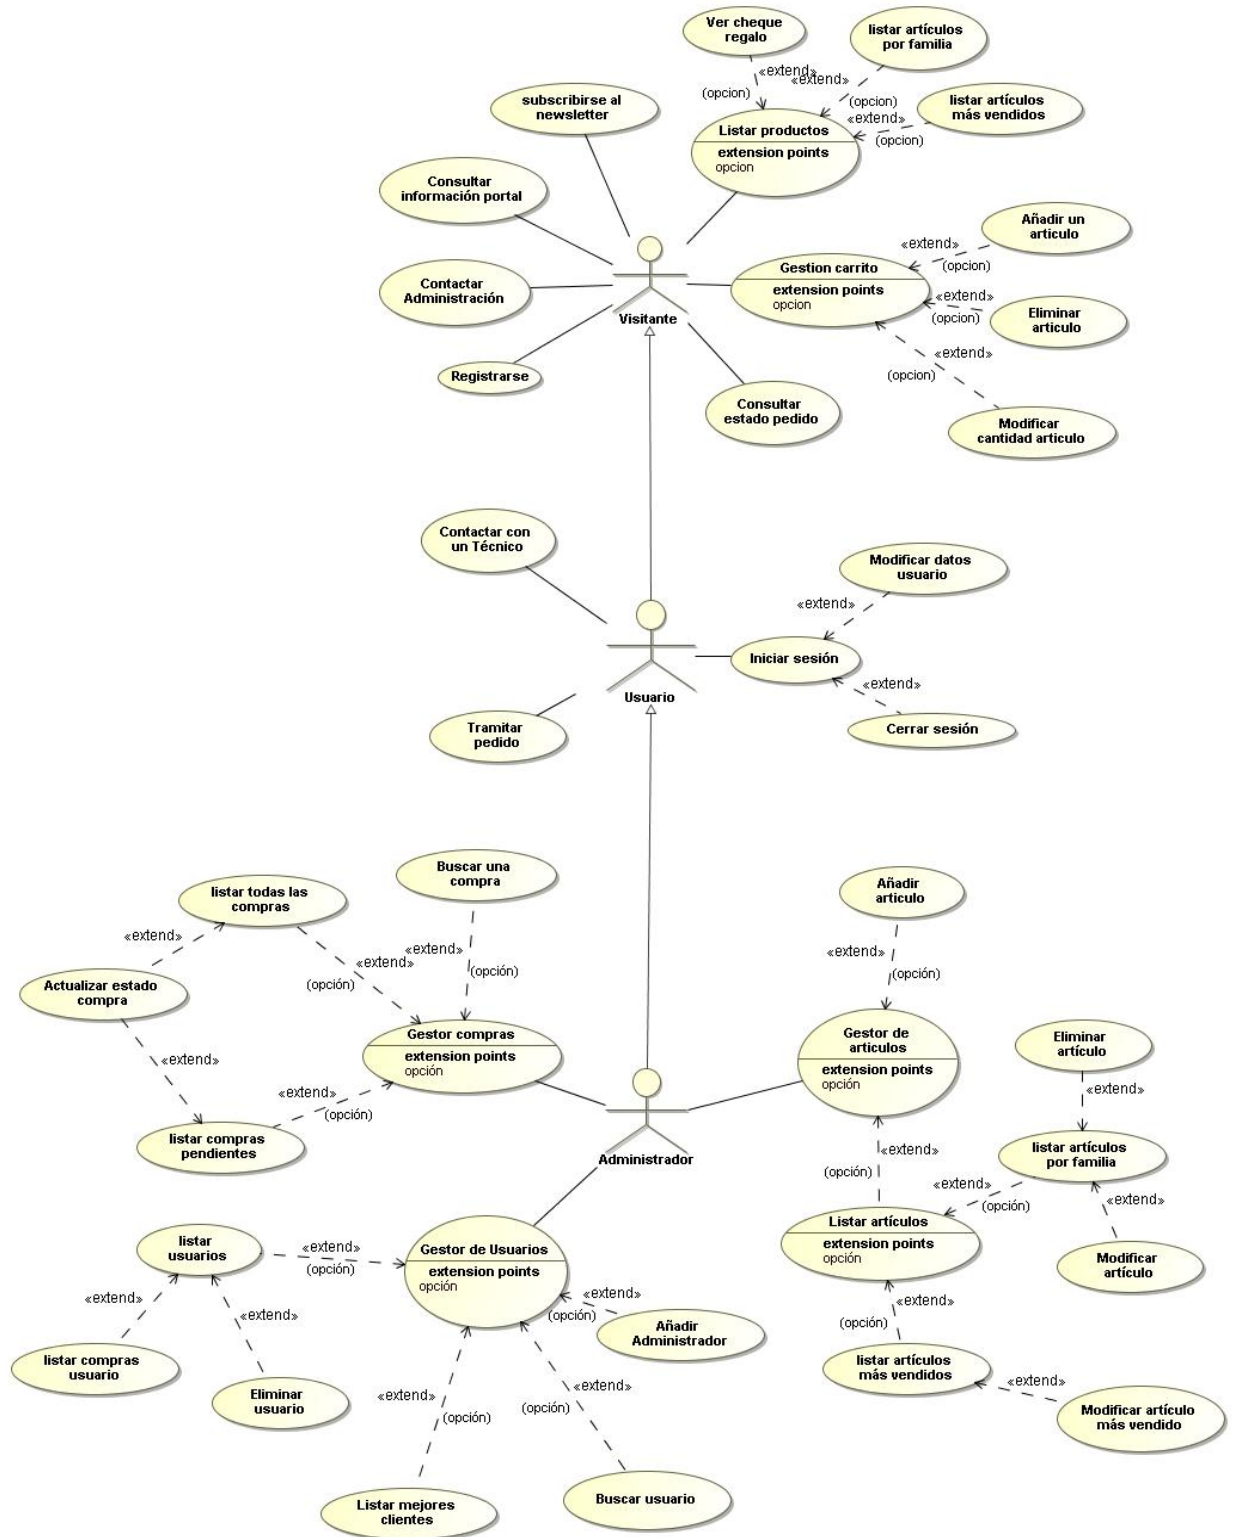 Ver cheque
regalo
listar artículos
por familia
«extend»
«extend»
(opcion)
(opcion)
subscribirse al
newsletter
listar artículos
más vendidos
«extend»
(opcion)
Listar productos
extension points
opcion
Consultar
información portal
Añadir un
articulo
«extend»
(opcion)
Gestion carrito
extension points
opcion
Contactar
Administración
«extend»
(opcion)
Eliminar
articulo
Visitante
«extend»
(opcion)
Registrarse
Consultar
estado pedido
Modificar
cantidad articulo
Contactar con
un Técnico
Modificar datos
usuario
«extend»
Iniciar sesión
«extend»
Usuario
Tramitar
pedido
Cerrar sesión
Buscar una
compra
Añadir
articulo
listar todas las
compras
«extend»
«extend»
«extend»
(opción)
«extend»
(opción)
(opción)
Actualizar estado
compra
Gestor compras
extension points
opción
Gestor de
articulos
extension points
opción
Eliminar
artículo
«extend»
«extend»
«extend»
(opción)
listar compras
pendientes
Administrador
«extend»
(opción)
listar artículos
por familia
«extend»
(opción)
Listar artículos
extension points
opción
«extend»
Modificar
artículo
listar
usuarios
«extend»
(opción)
Gestor de Usuarios
extension points
opción
«extend»
(opción)
Añadir
Administrador
«extend»
«extend»
«extend»
(opción)
listar compras
usuario
Eliminar
usuario
listar artículos
más vendidos
«extend»
Modificar artículo
más vendido
«extend»
(opción)
«extend»
(opción)
Listar mejores
clientes
Buscar usuario